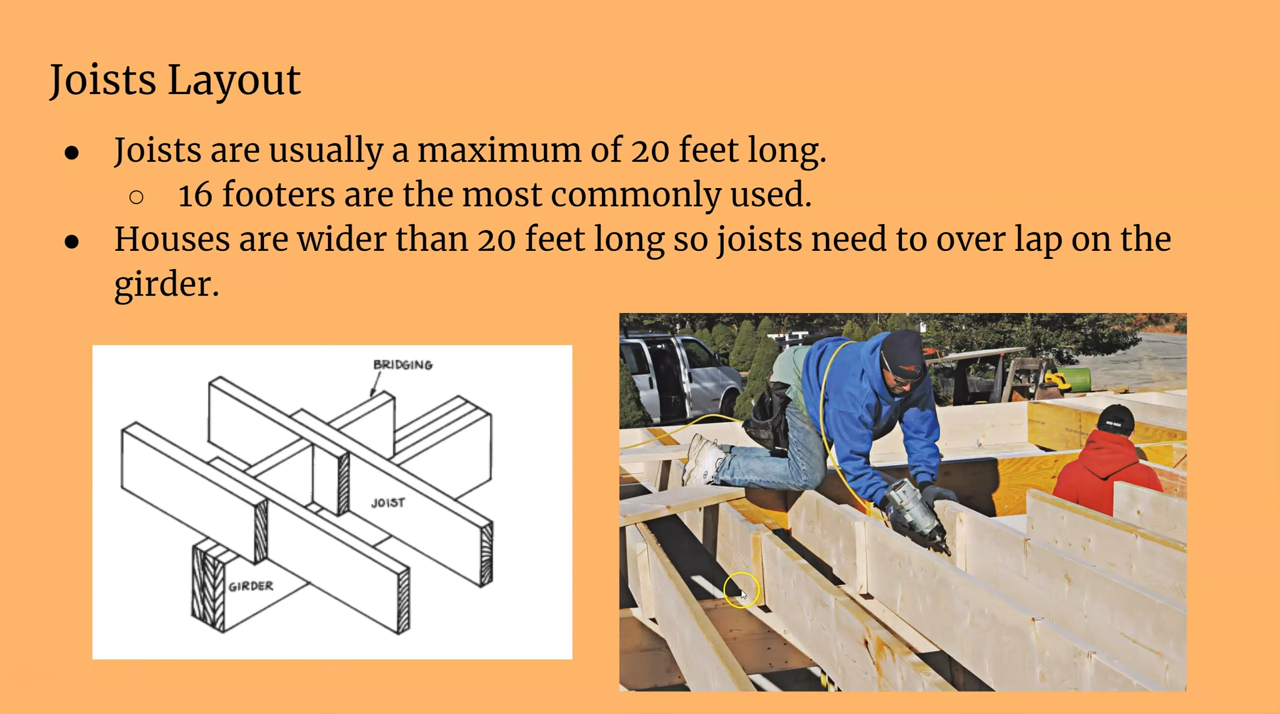 Joists Layout
● Joists are usually a maximum of 20 feet long.
○ 16 footers are the most commonly used.
● Houses are wider than 20 feet long so joists need to over lap on the
girder.
BRIDGING
JOIST
GIRDER